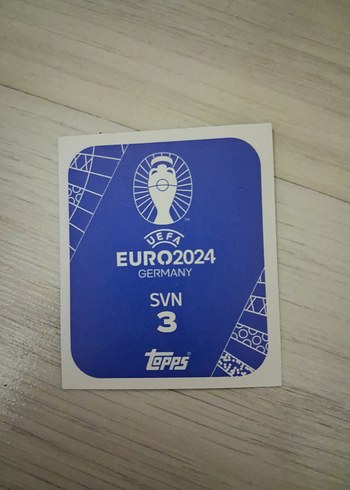 UEFA
EURO2024
GERMANY
SVN
3
topps